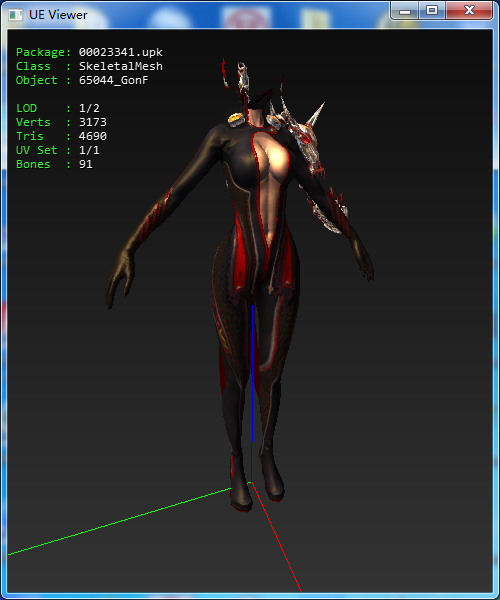 UE Viewer
Package: 00023341.upk
Class : SkeletalMesh
Object : 65044_GonF
LOD : 1/2
Verts : 3173
Tris : 4690
UV Set : 1/1
Bones : 91